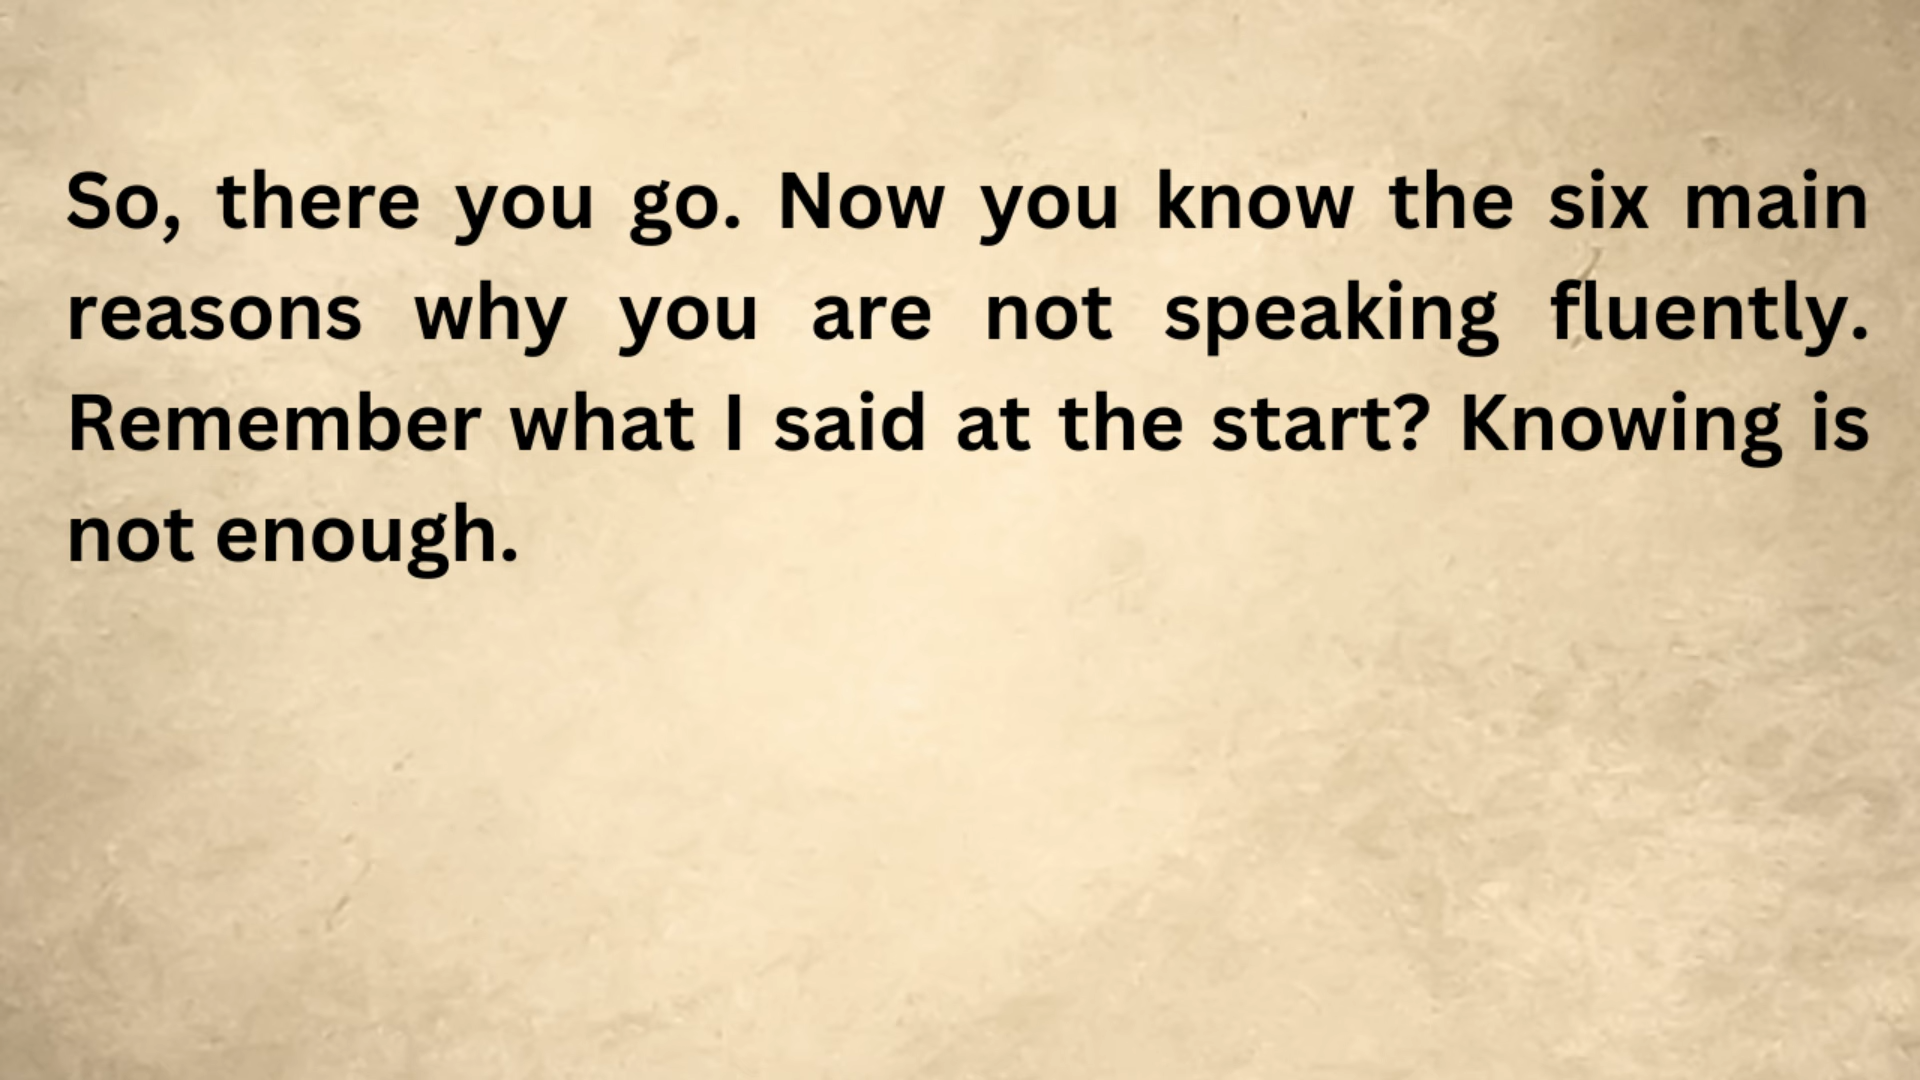 So, there you go. Now you know the six main
reasons why you are not speaking fluently.
Remember what I said at the start? Knowing is
not enough.